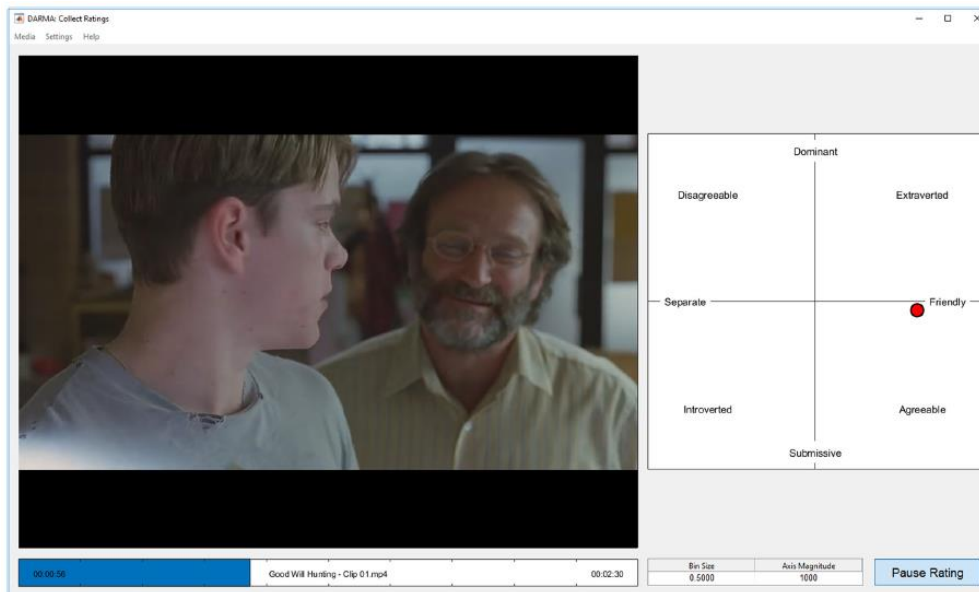 DARMA: Collect Ratings
Media Settings Help
Dominant
Disagreeable Extraverted
Separate Friendly
Introverted Agreeable
Submissive
00:00:56 Good Will Hunting - Clip 01.mp4 00:02:30
Bin Size Axis Magnitude
0.5000 1000
Pause Rating